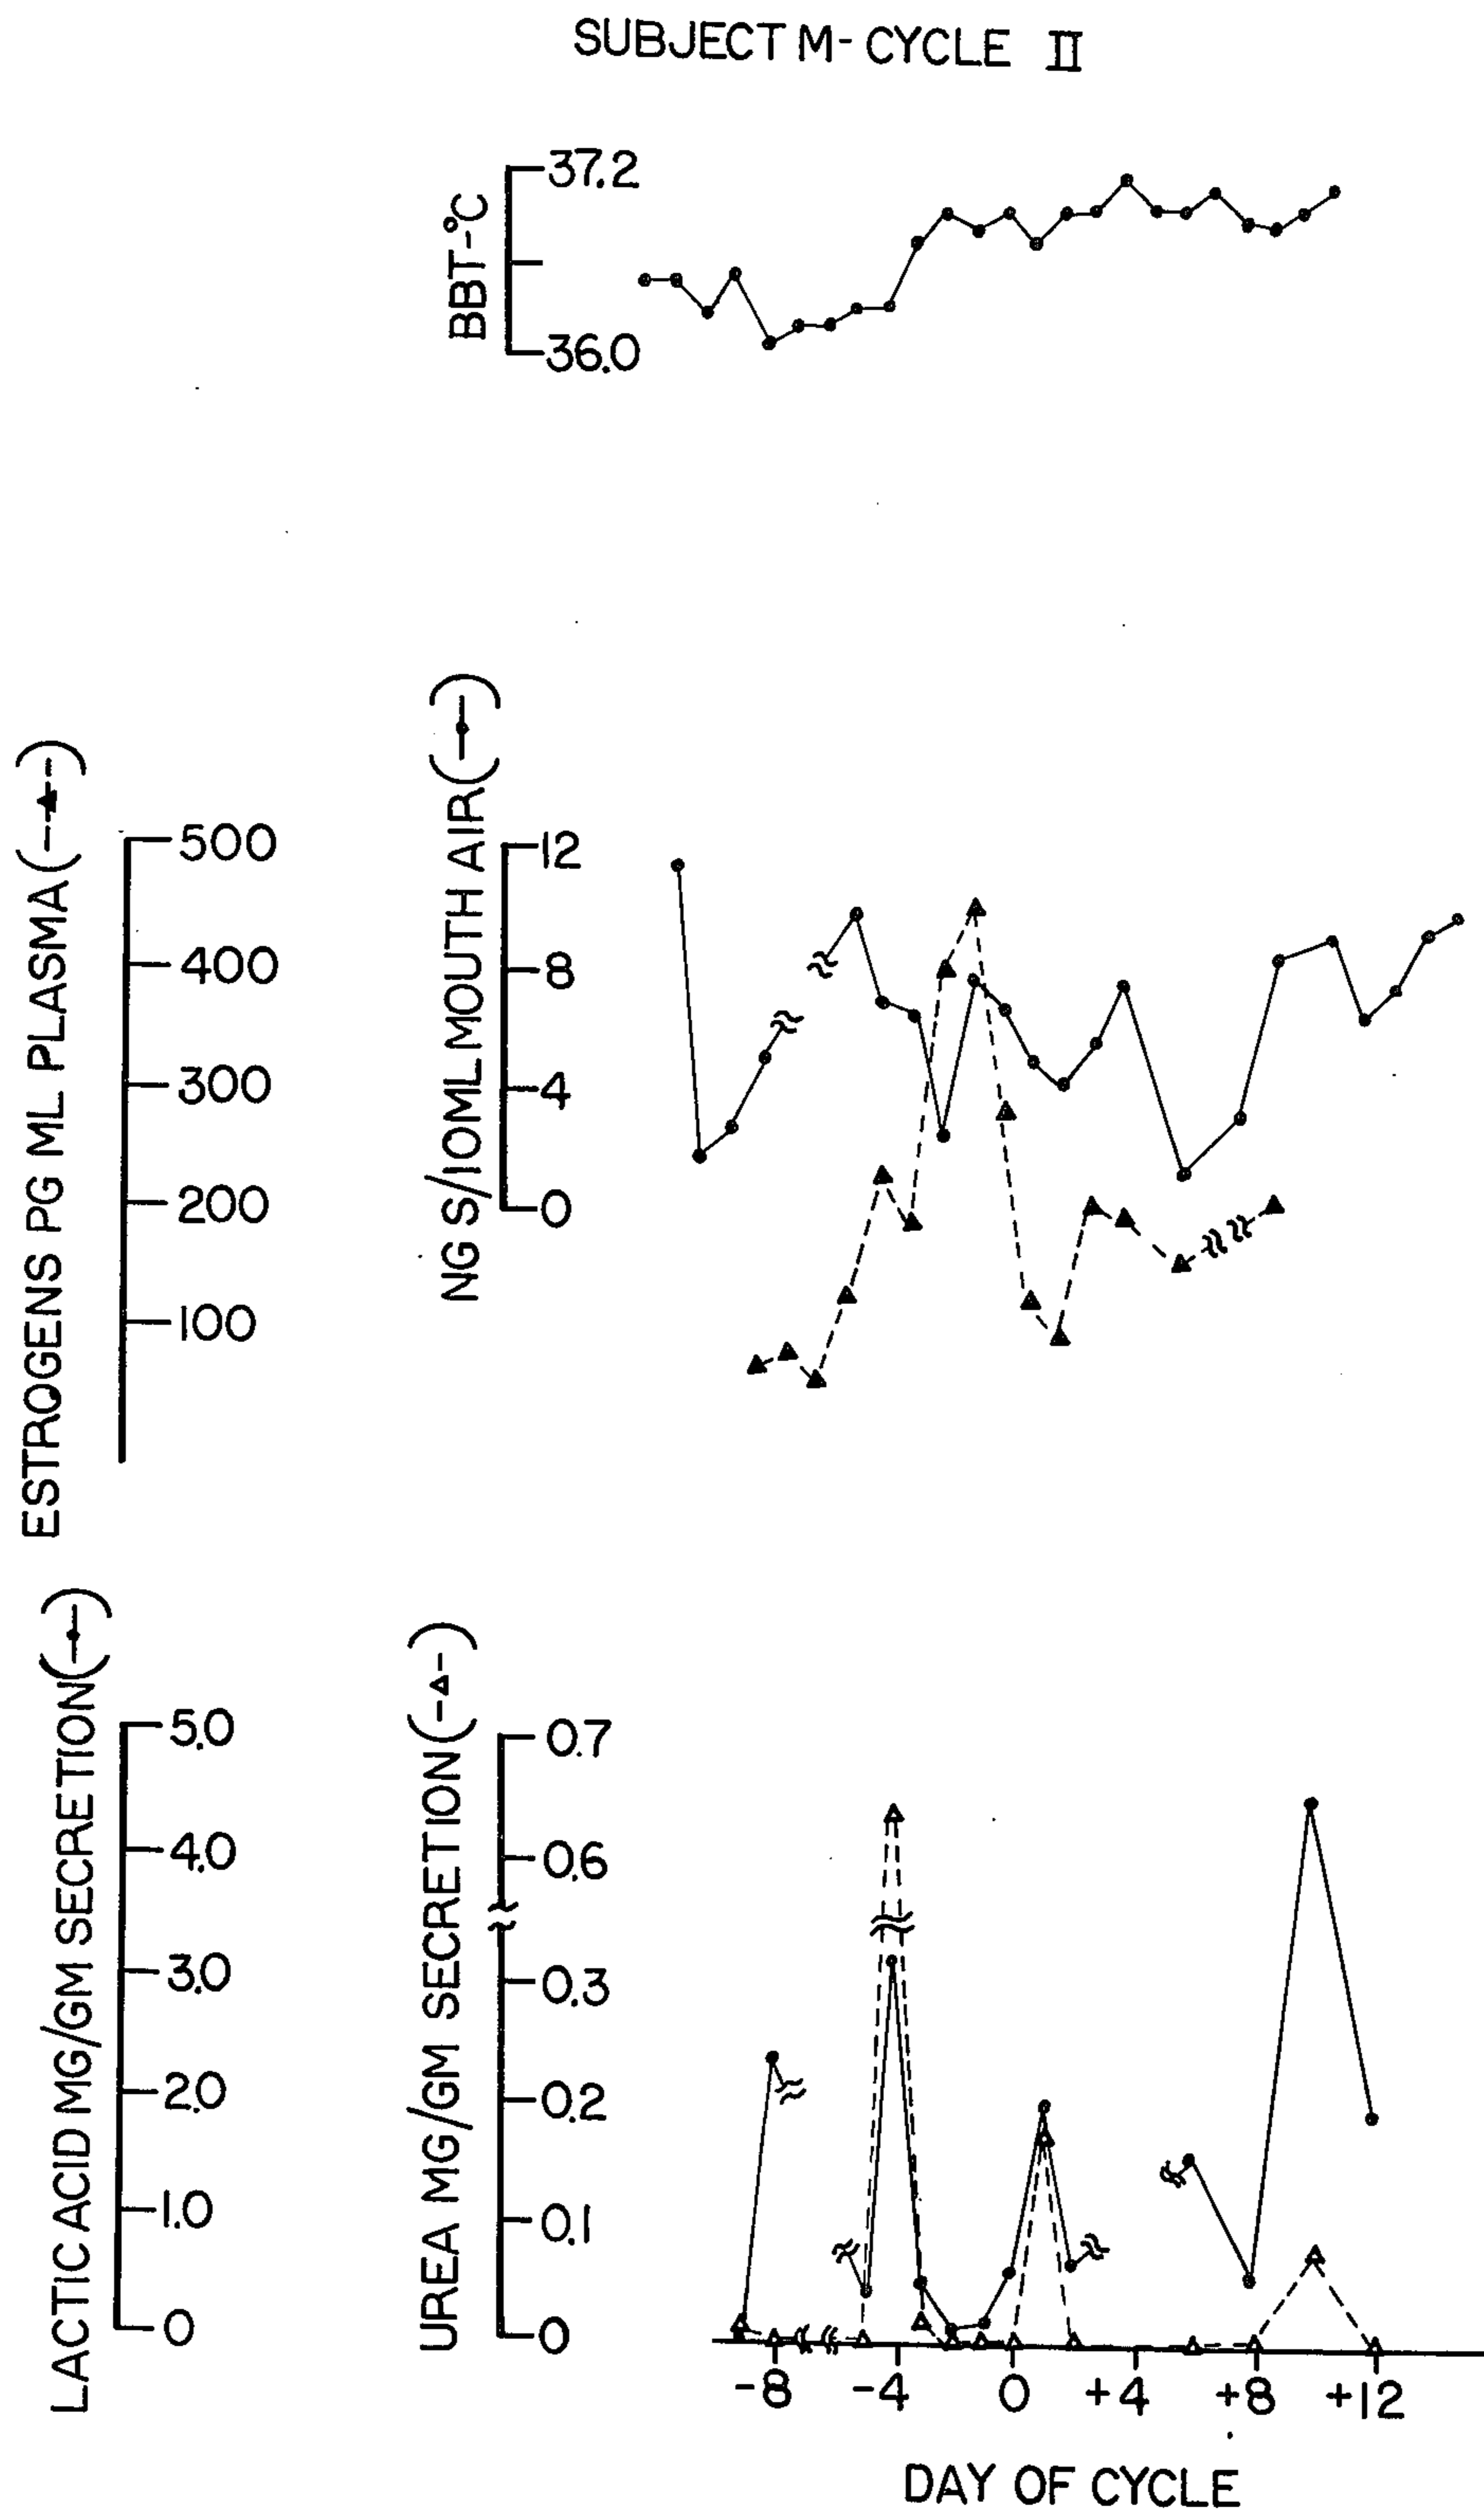 SUBJECT M-CYCLE II
BBT-°C
37.2
36.0
ESTROGENS PG ML PLASMA (--▲--)
500
400
300
200
100
NG S/10ML MOUTH AIR (—●—)
12
8
4
0
LACTIC ACID MG/GM SECRETION (—●—)
5.0
4.0
3.0
2.0
1.0
0
UREA MG/GM SECRETION (--△--)
0.7
0.6
0.3
0.2
0.1
0
-8 -4 0 +4 +8 +12
DAY OF CYCLE